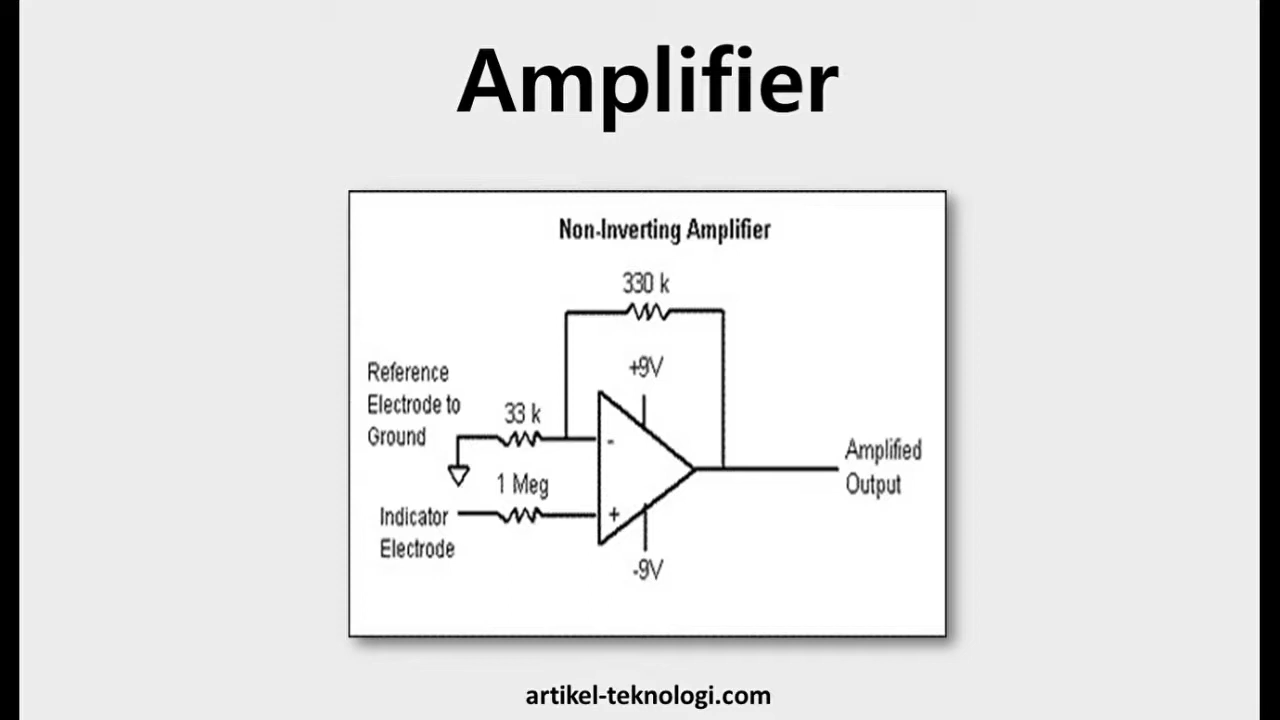 Amplifier
Non-Inverting Amplifier
330 k
+9V
Reference
Electrode to
Ground
33 k
-
1 Meg
+
Indicator
Electrode
-9V
Amplified
Output
artikel-teknologi.com